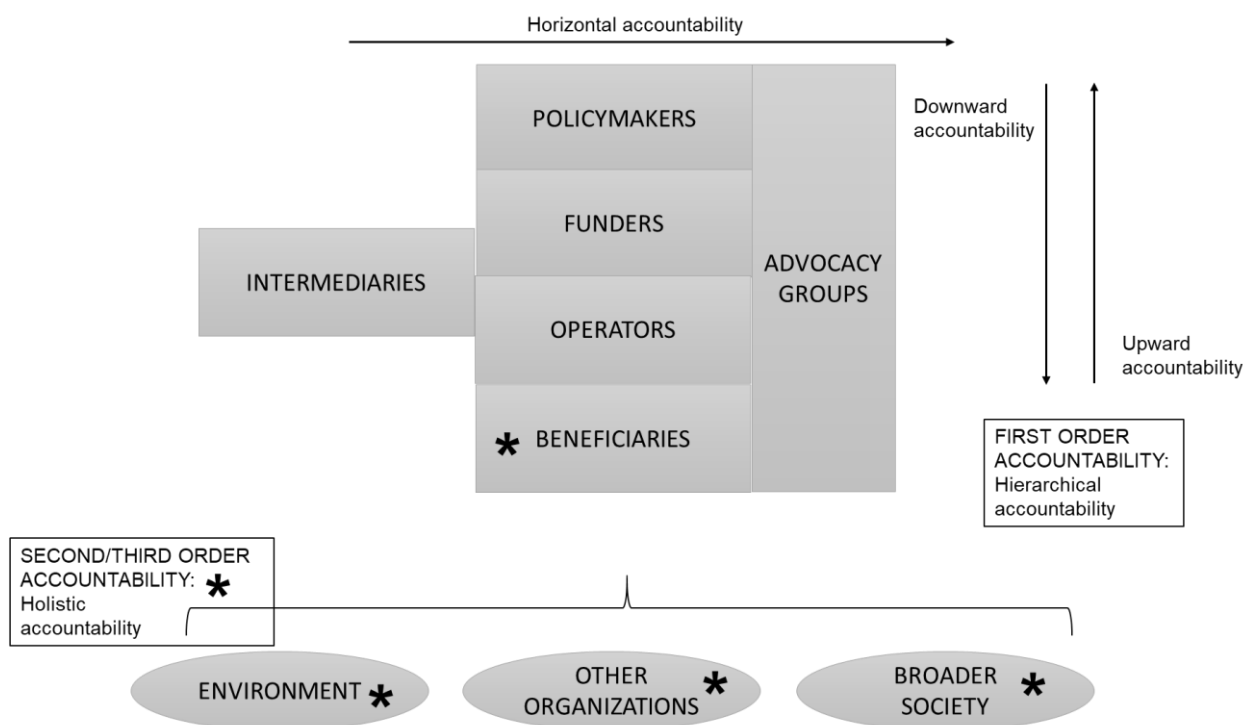 Horizontal accountability
POLICYMAKERS
Downward
accountability
FUNDERS
INTERMEDIARIES
ADVOCACY
GROUPS
OPERATORS
Upward
accountability
* BENEFICIARIES
FIRST ORDER
ACCOUNTABILITY:
Hierarchical
accountability
SECOND/THIRD ORDER
ACCOUNTABILITY: *
Holistic
accountability
ENVIRONMENT *
OTHER
ORGANIZATIONS *
BROADER
SOCIETY *